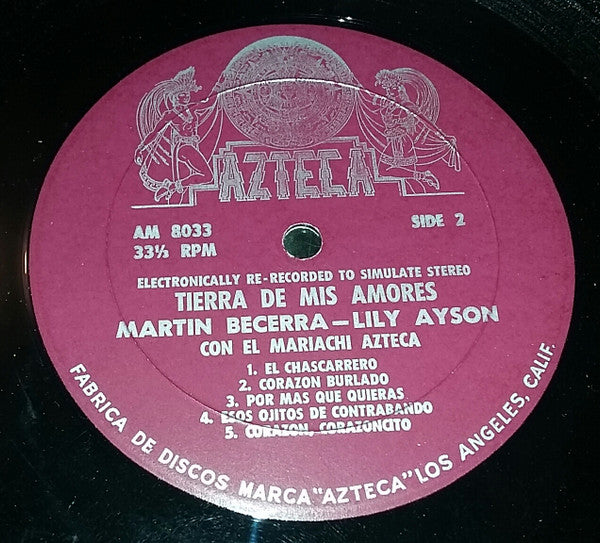 AZTECA
AM 8033
SIDE 2
33⅓ RPM
ELECTRONICALLY RE-RECORDED TO SIMULATE STEREO
TIERRA DE MIS AMORES
MARTIN BECERRA—LILY AYSON
CON EL MARIACHI AZTECA
1. EL CHASCARRERO
2. CORAZON BURLADO
3. POR MAS QUE QUIERAS
4. ESOS OJITOS DE CONTRABANDO
5. CORAZON, CORAZONCITO
FABRICA DE DISCOS MARCA "AZTECA" LOS ANGELES, CALIF.